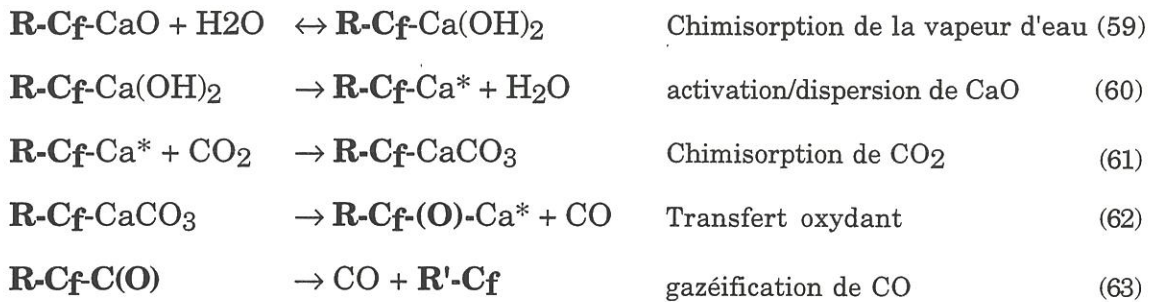 R-Cf-CaO + H2O ↔ R-Cf-Ca(OH)2 Chimisorption de la vapeur d'eau (59)
R-Cf-Ca(OH)2 → R-Cf-Ca* + H2O activation/dispersion de CaO (60)
R-Cf-Ca* + CO2 → R-Cf-CaCO3 Chimisorption de CO2 (61)
R-Cf-CaCO3 → R-Cf-(O)-Ca* + CO Transfert oxydant (62)
R-Cf-C(O) → CO + R'-Cf gazéification de CO (63)